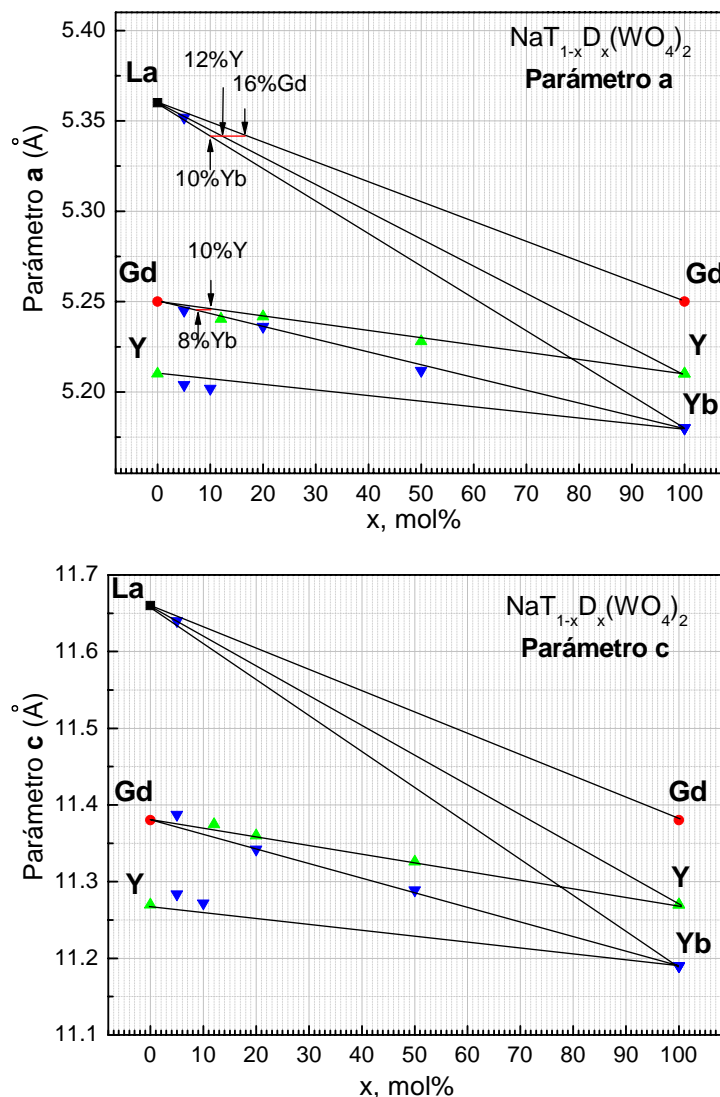 5.40
5.35
5.30
5.25
5.20
Parámetro a (Å)
NaT1-xDx(WO4)2
Parámetro a
La
12%Y
16%Gd
10%Yb
Gd
10%Y
8%Yb
Y
Gd
Y
Yb
0 10 20 30 40 50 60 70 80 90 100
x, mol%
11.7
11.6
11.5
11.4
11.3
11.2
11.1
Parámetro c (Å)
NaT1-xDx(WO4)2
Parámetro c
La
Gd
Y
Gd
Y
Yb
0 10 20 30 40 50 60 70 80 90 100
x, mol%